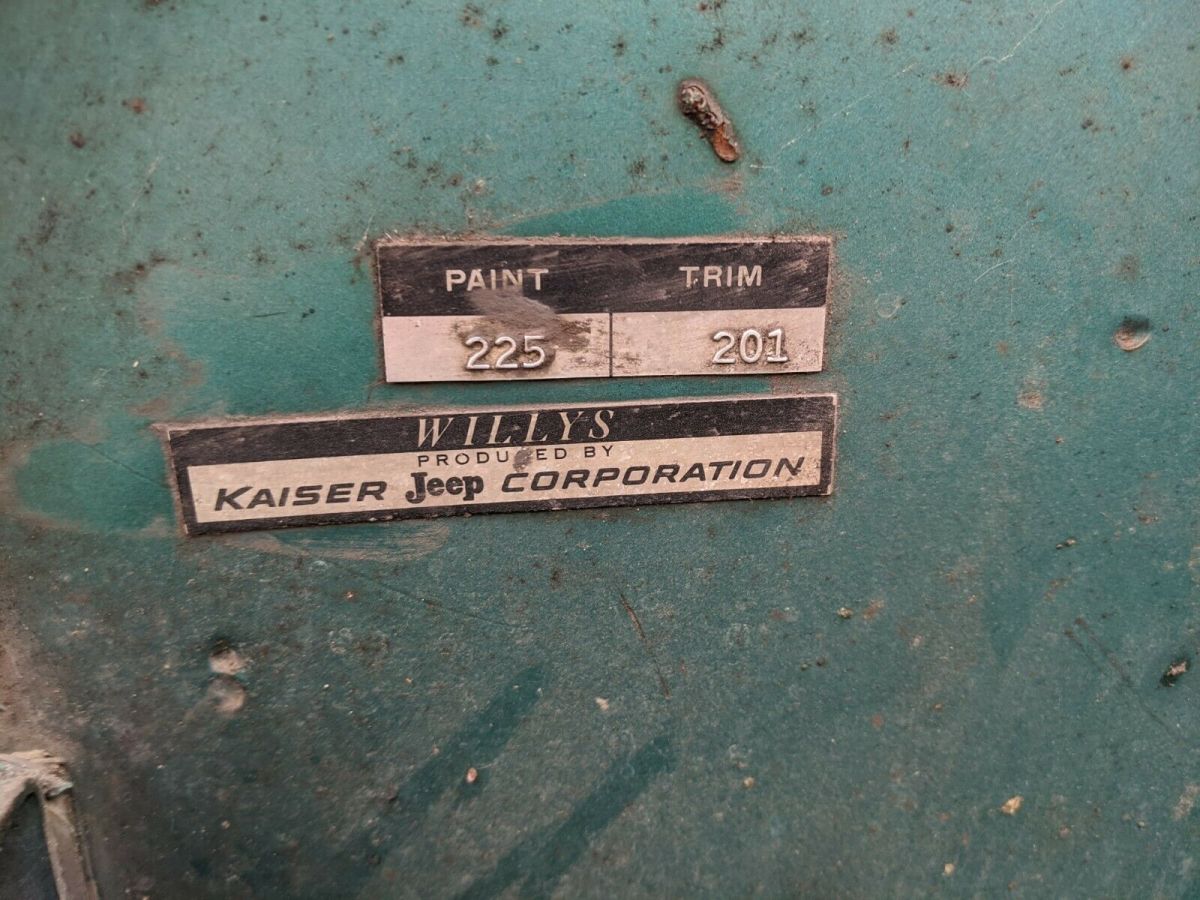 PAINT TRIM
225 201
WILLYS
PRODUCED BY
KAISER Jeep CORPORATION